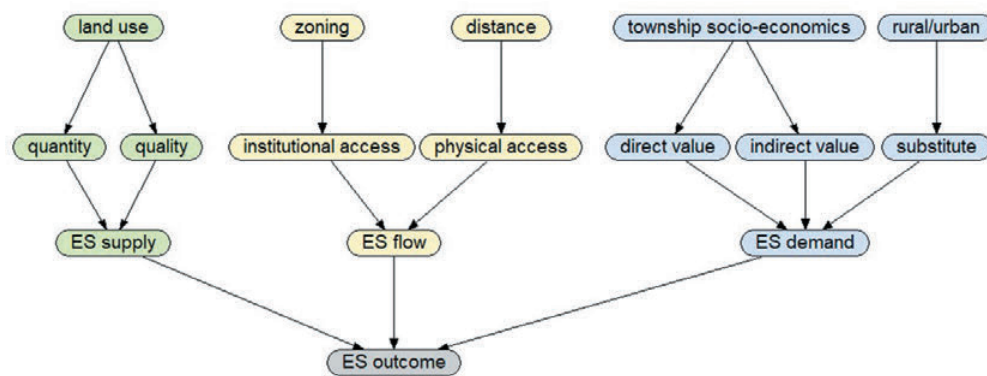 land use
zoning
distance
township socio-economics
rural/urban
quantity
quality
institutional access
physical access
direct value
indirect value
substitute
ES supply
ES flow
ES demand
ES outcome